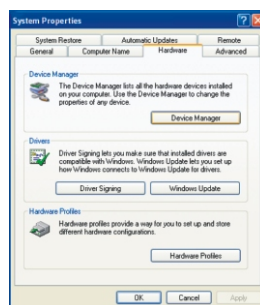 System Properties
System Restore Automatic Updates Remote
General Computer Name Hardware Advanced
Device Manager
The Device Manager lists all the hardware devices installed
on your computer. Use the Device Manager to change the
properties of any device.
Device Manager
Drivers
Driver Signing lets you make sure that installed drivers are
compatible with Windows. Windows Update lets you set up
how Windows connects to Windows Update for drivers.
Driver Signing Windows Update
Hardware Profiles
Hardware profiles provide a way for you to set up and store
different hardware configurations.
Hardware Profiles
OK Cancel Apply